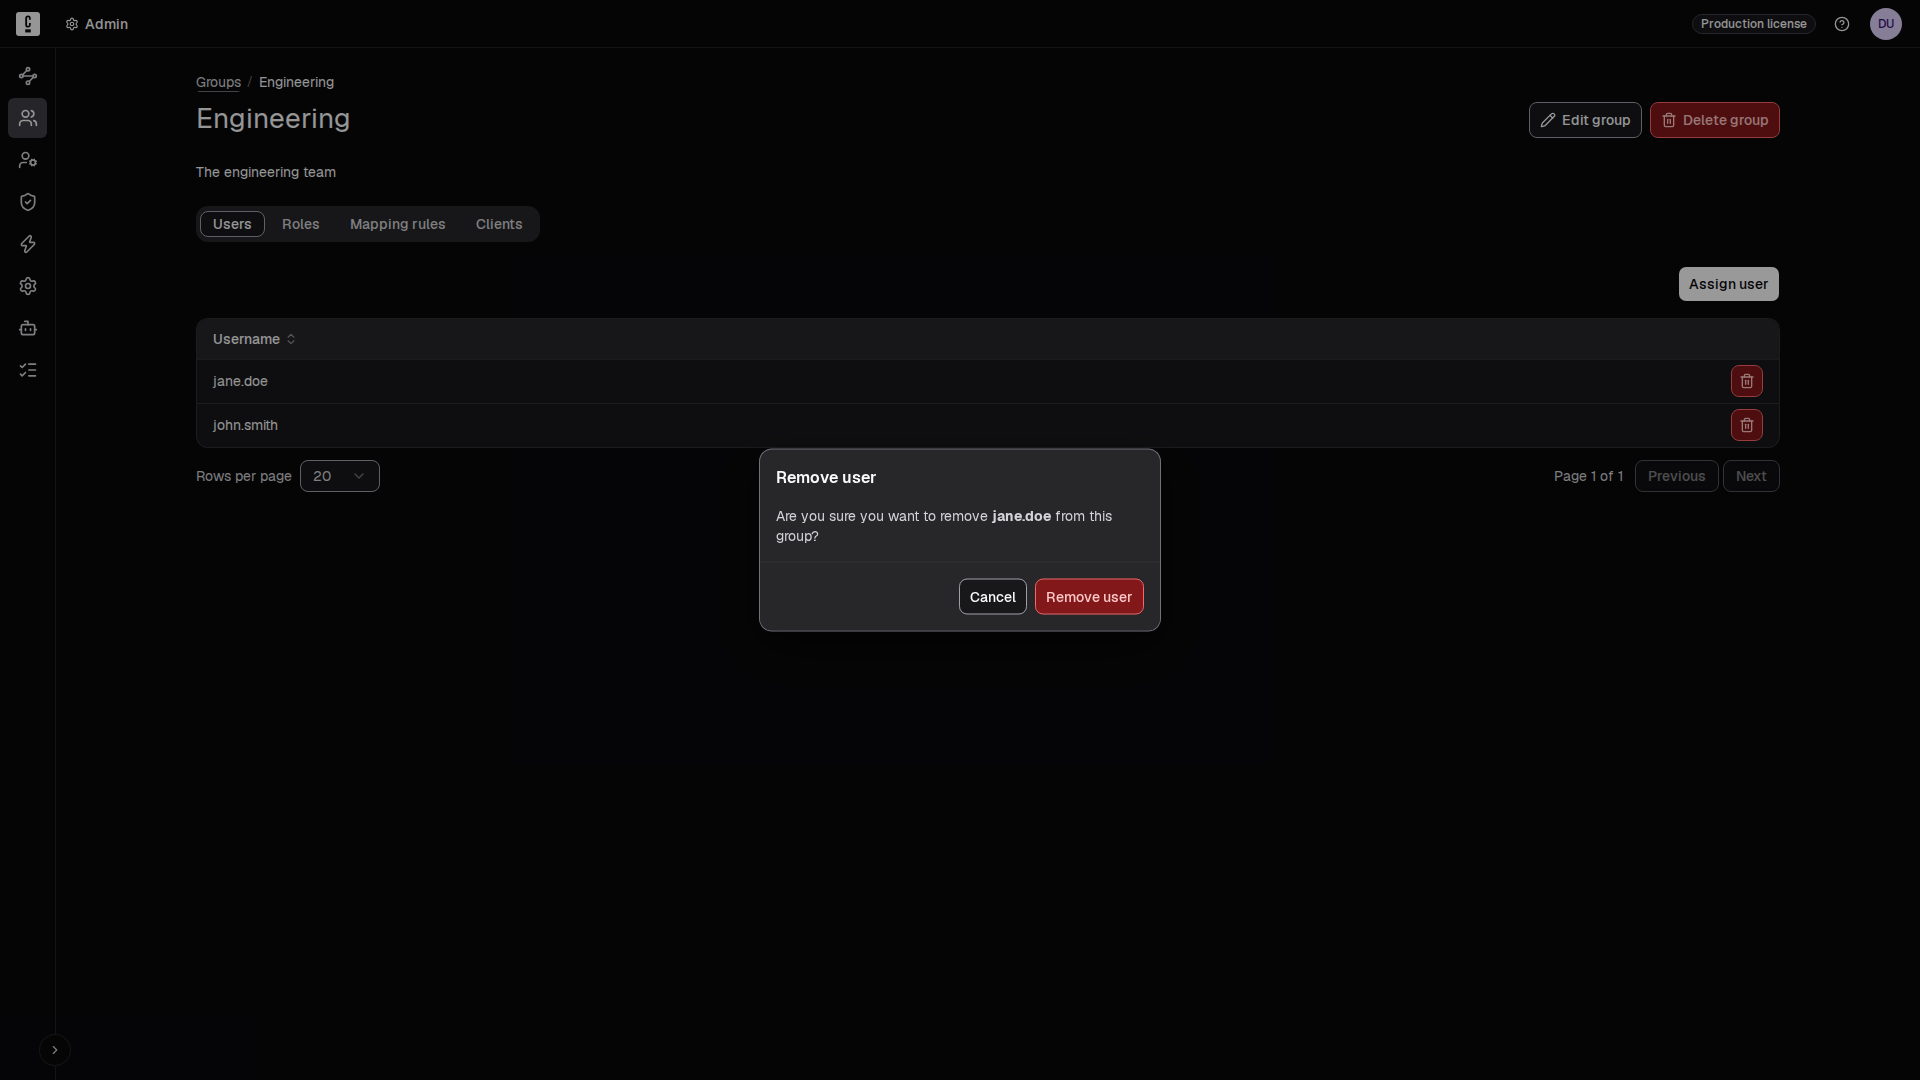 Admin
Production license
DU
Groups / Engineering
Engineering
Edit group
Delete group
The engineering team
Users
Roles
Mapping rules
Clients
Assign user
Username
jane.doe
john.smith
Rows per page
20
Page 1 of 1
Previous
Next
Remove user
Are you sure you want to remove jane.doe from this
group?
Cancel
Remove user